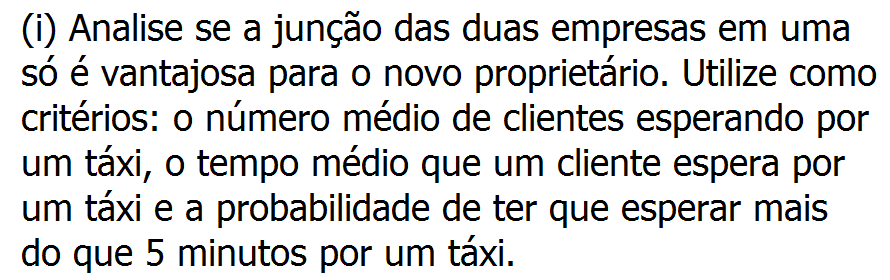 (i) Analise se a junção das duas empresas em uma
só é vantajosa para o novo proprietário. Utilize como
critérios: o número médio de clientes esperando por
um táxi, o tempo médio que um cliente espera por
um táxi e a probabilidade de ter que esperar mais
do que 5 minutos por um táxi.